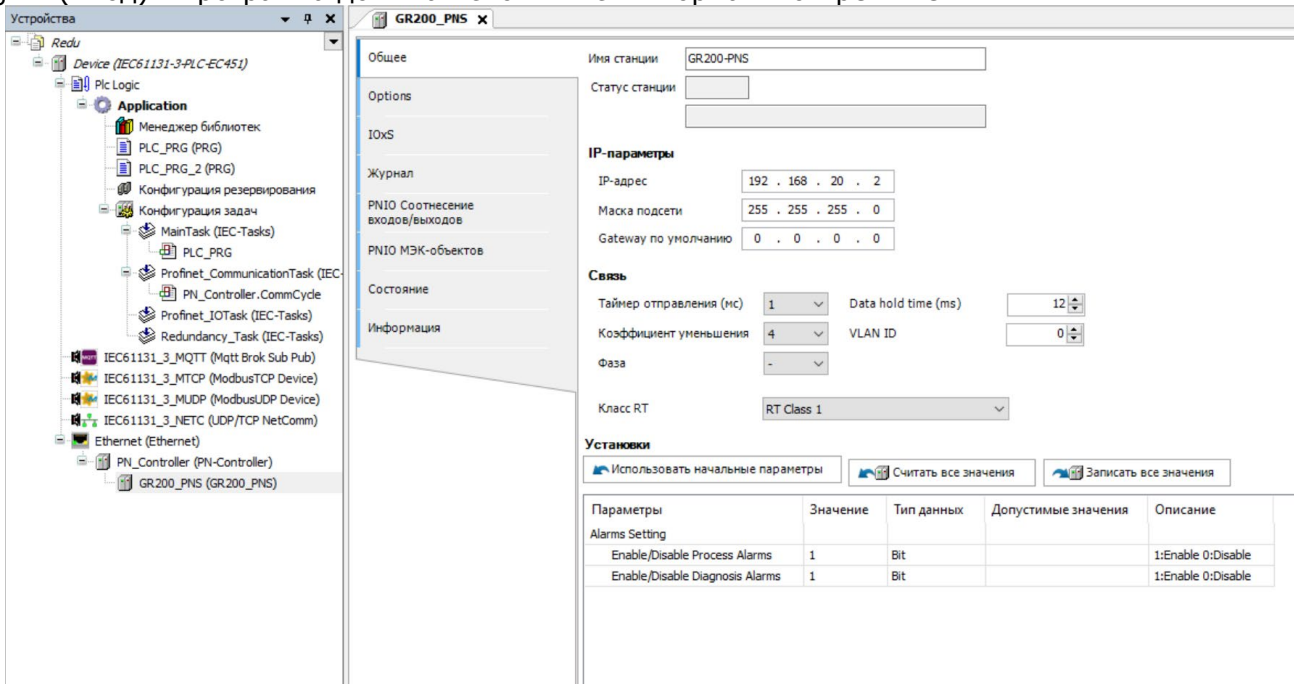 Устройства
Redu
Device (IEC61131-3-PLC-EC451)
Plc Logic
Application
Менеджер библиотек
PLC_PRG (PRG)
PLC_PRG_2 (PRG)
Конфигурация резервирования
Конфигурация задач
MainTask (IEC-Tasks)
PLC_PRG
Profinet_CommunicationTask (IEC-
PN_Controller.CommCycle
Profinet_IOTask (IEC-Tasks)
Redundancy_Task (IEC-Tasks)
IEC61131_3_MQTT (Mqtt Brok Sub Pub)
IEC61131_3_MTCP (ModbusTCP Device)
IEC61131_3_MUDP (ModbusUDP Device)
IEC61131_3_NETC (UDP/TCP NetComm)
Ethernet (Ethernet)
PN_Controller (PN-Controller)
GR200_PNS (GR200_PNS)
GR200_PNS
Общее
Options
IOxS
Журнал
PNIO Соотнесение
входов/выходов
PNIO МЭК-объектов
Состояние
Информация
Имя станции GR200-PNS
Статус станции
IP-параметры
IP-адрес 192 . 168 . 20 . 2
Маска подсети 255 . 255 . 255 . 0
Gateway по умолчанию 0 . 0 . 0 . 0
Связь
Таймер отправления (мс) 1 Data hold time (ms) 12
Коэффициент уменьшения 4 VLAN ID 0
Фаза -
Класс RT RT Class 1
Установки
Использовать начальные параметры Считать все значения Записать все значения
Параметры Значение Тип данных Допустимые значения Описание
Alarms Setting
Enable/Disable Process Alarms 1 Bit 1:Enable 0:Disable
Enable/Disable Diagnosis Alarms 1 Bit 1:Enable 0:Disable